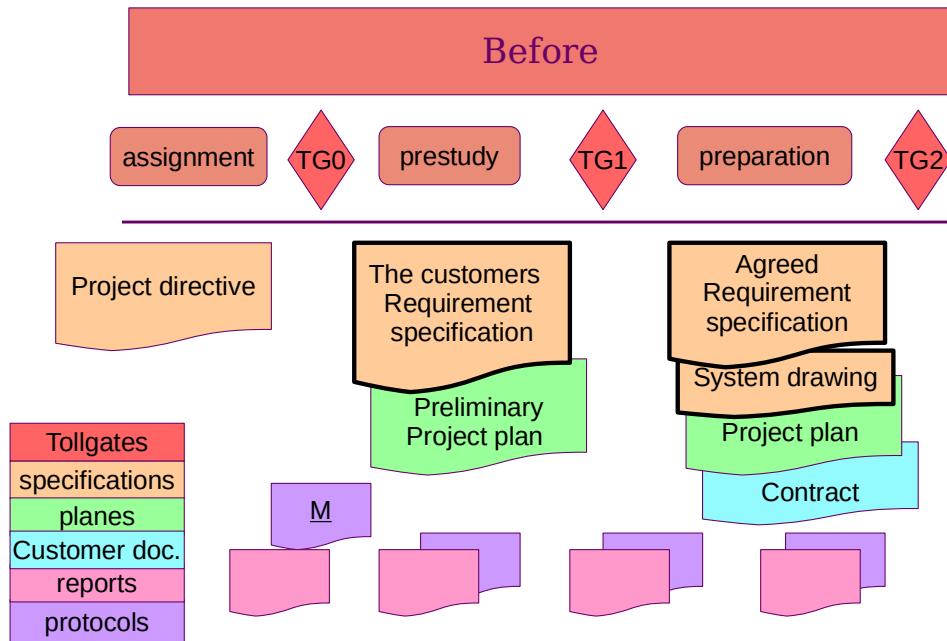 Before
assignment
TG0
prestudy
TG1
preparation
TG2
Project directive
The customers
Requirement
specification
Preliminary
Project plan
Agreed
Requirement
specification
System drawing
Project plan
Contract
Tollgates
specifications
planes
Customer doc.
reports
protocols
M